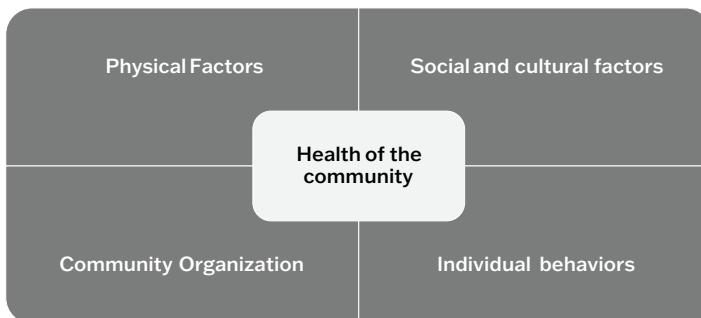 Physical Factors
Social and cultural factors
Health of the
community
Community Organization
Individual behaviors